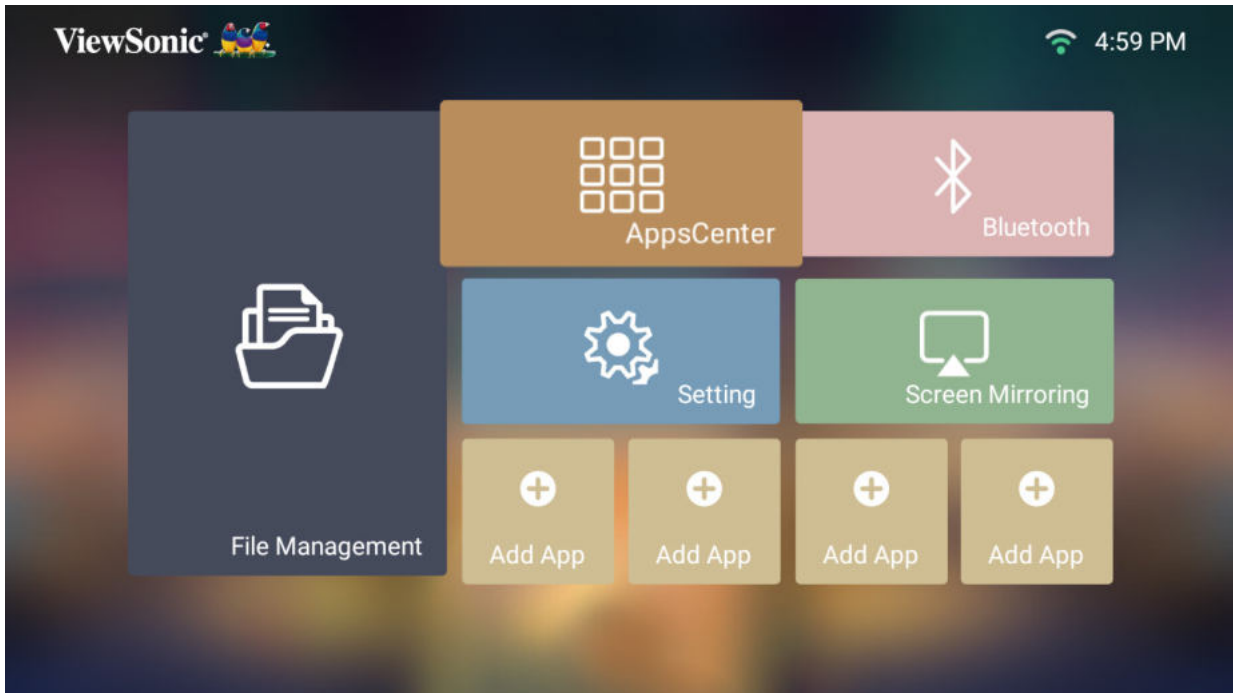 ViewSonic
4:59 PM
AppsCenter
Bluetooth
Setting
Screen Mirroring
File Management
Add App
Add App
Add App
Add App